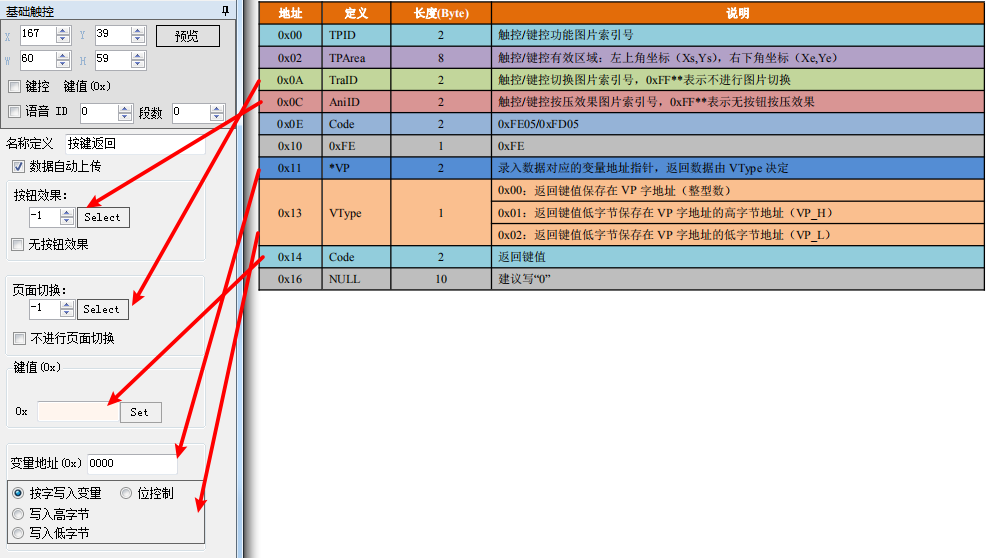 基础触控
X 167 Y 39 预览
W 60 H 59
键控 键值(0x)
语音 ID 0 段数 0
名称定义 按键返回
数据自动上传
按钮效果:
-1 Select
无按钮效果
页面切换:
-1 Select
不进行页面切换
键值(0x)
0x Set
变量地址(0x) 0000
按字写入变量 位控制
写入高字节
写入低字节
地址 定义 长度(Byte) 说明
0x00 TPID 2 触控/键控功能图片索引号
0x02 TPArea 8 触控/键控有效区域：左上角坐标（Xs,Ys），右下角坐标（Xe,Ye）
0x0A TraID 2 触控/键控切换图片索引号，0xFF**表示不进行图片切换
0x0C AniID 2 触控/键控按压效果图片索引号，0xFF**表示无按钮按压效果
0x0E Code 2 0xFE05/0xFD05
0x10 0xFE 1 0xFE
0x11 *VP 2 录入数据对应的变量地址指针，返回数据由 VType 决定
0x13 VType 1 0x00：返回键值保存在 VP 字地址（整型数）
0x01：返回键值低字节保存在 VP 字地址的高字节地址（VP_H）
0x02：返回键值低字节保存在 VP 字地址的低字节地址（VP_L）
0x14 Code 2 返回键值
0x16 NULL 10 建议写“0”